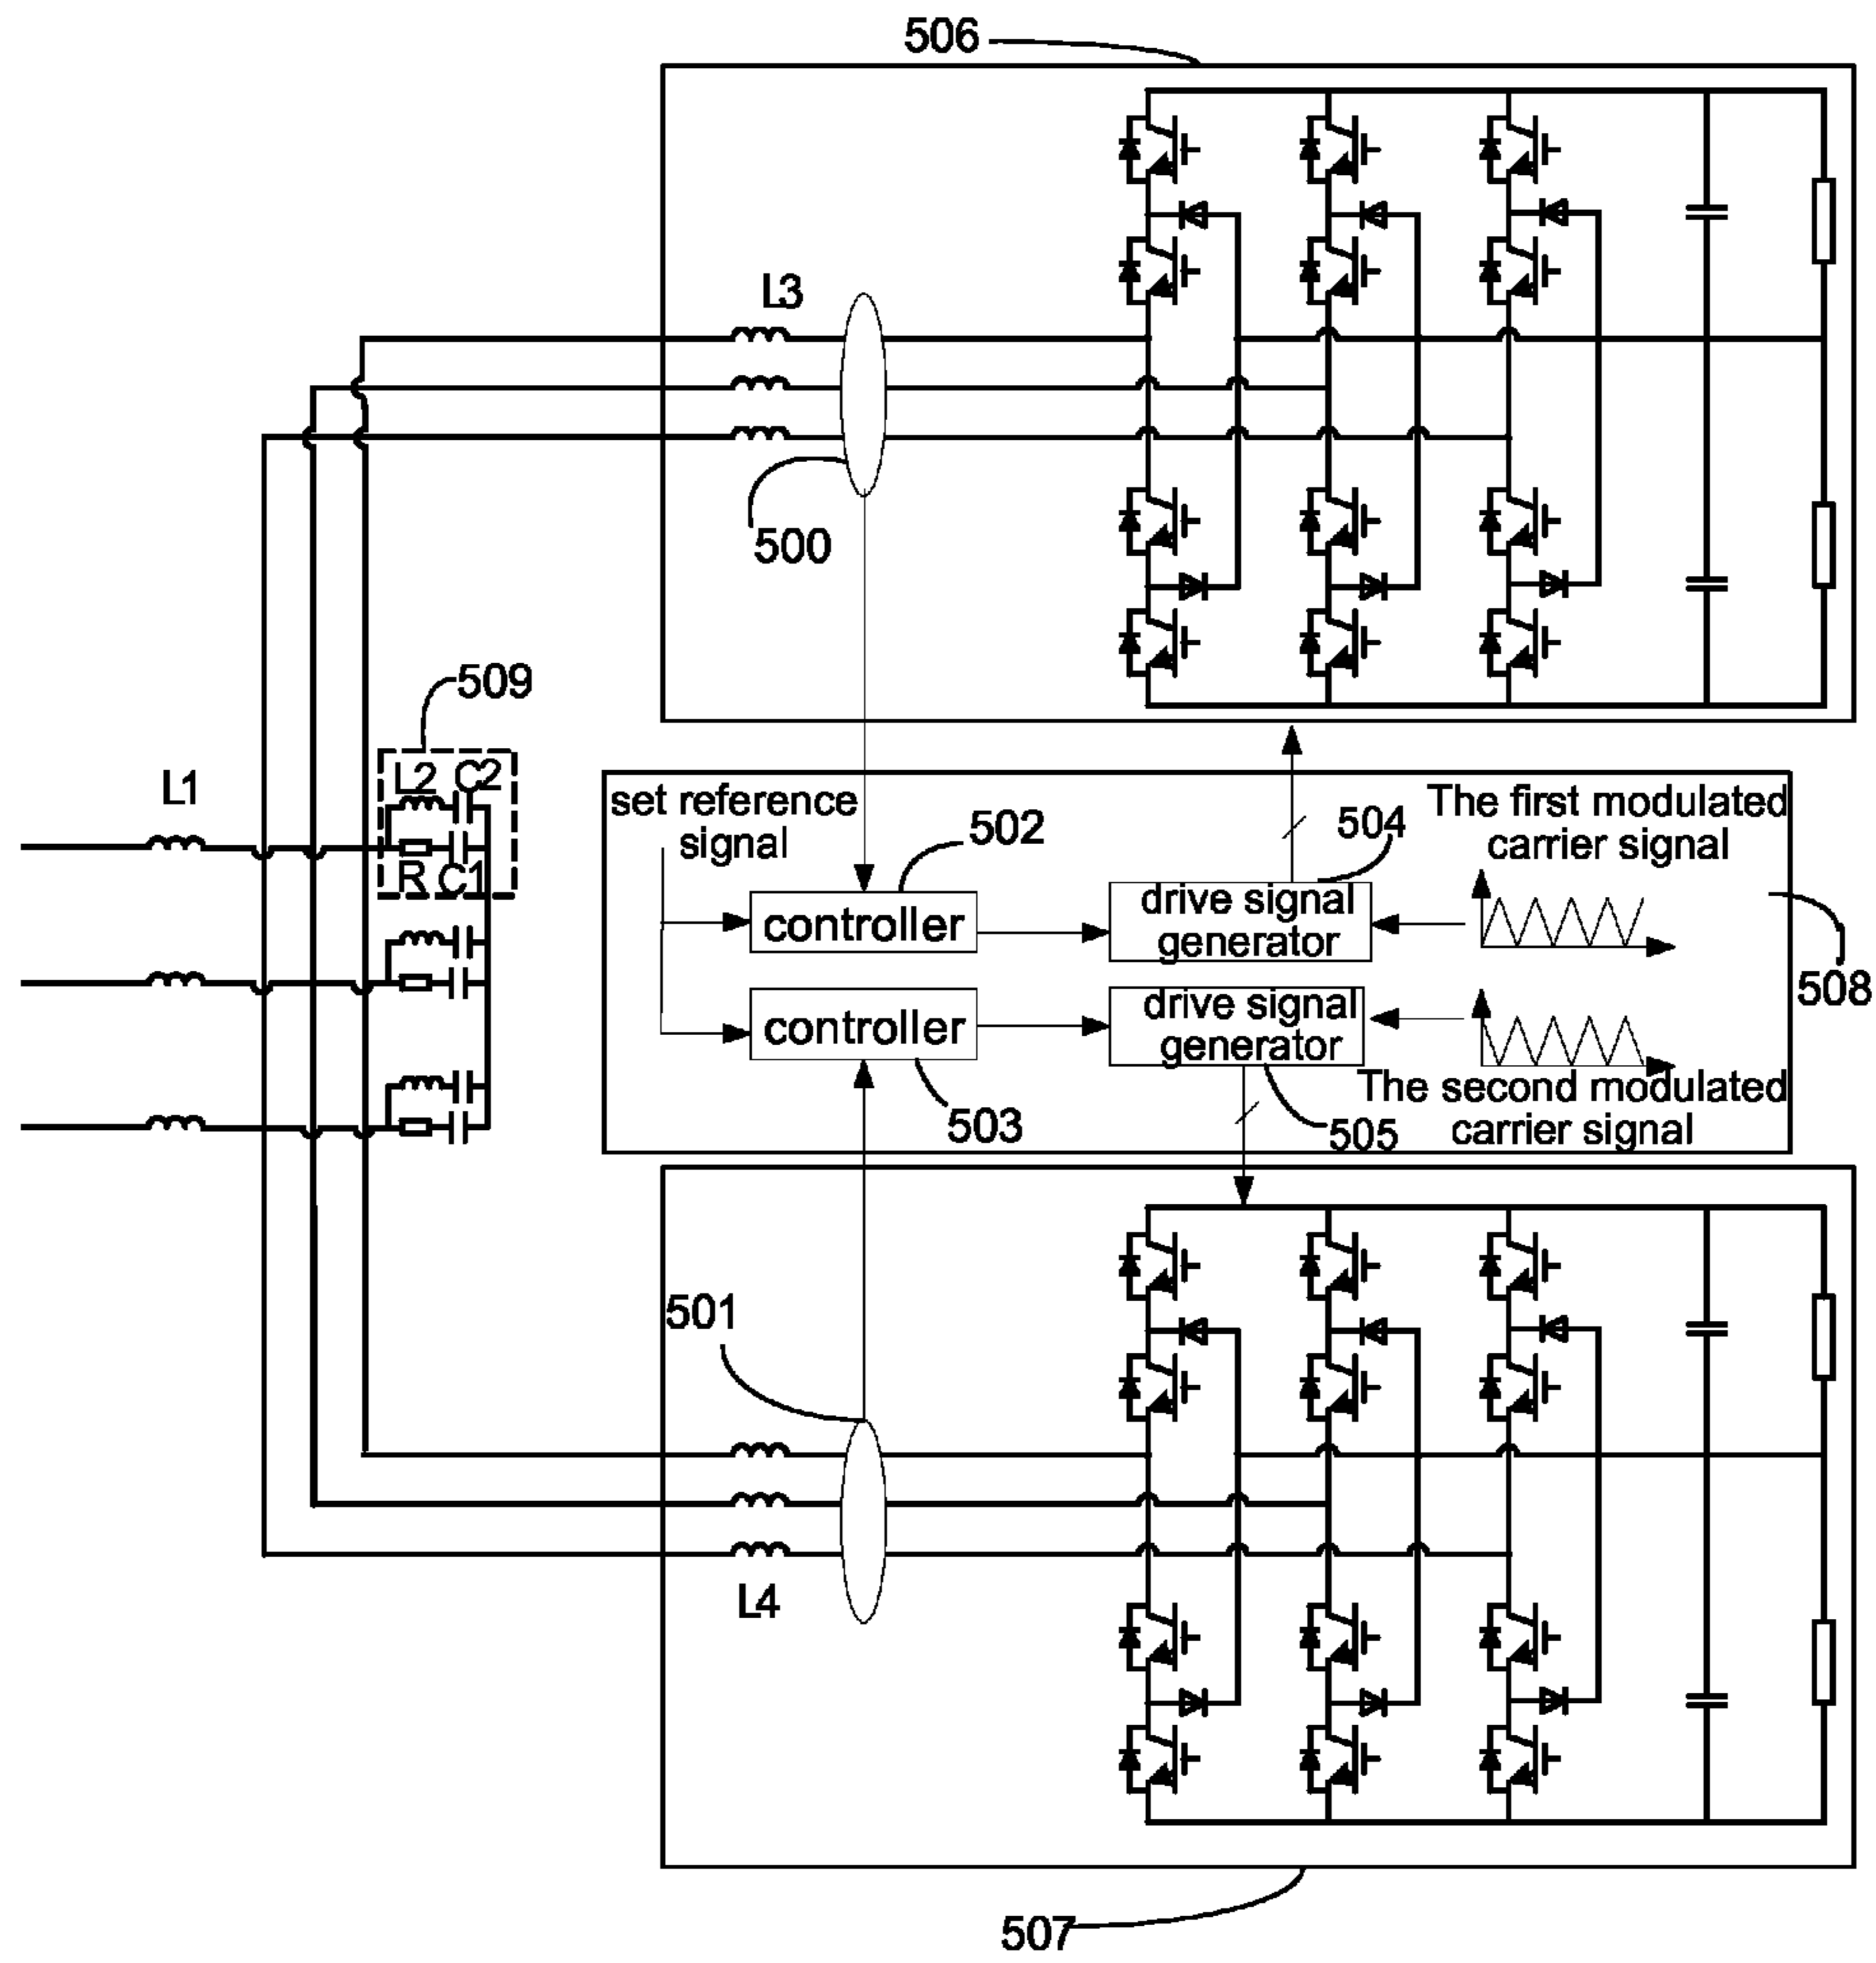 506
L3
500
509
L1
L2 C2
R C1
set reference
signal
502
504
The first modulated
carrier signal
controller
drive signal
generator
508
controller
drive signal
generator
The second modulated
carrier signal
503
505
501
L4
507